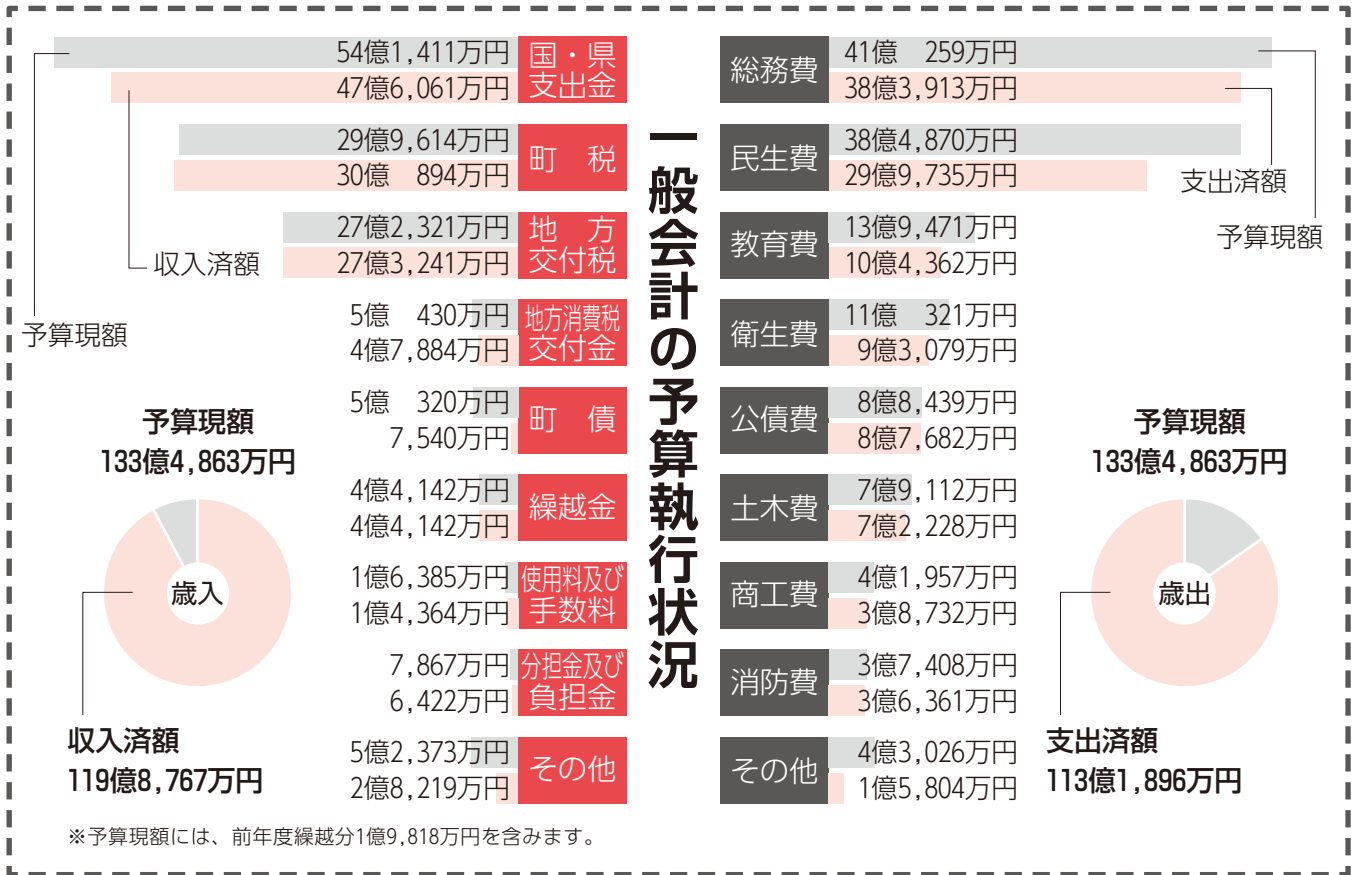 一般会計の予算執行状況
54億1,411万円
47億6,061万円
国・県
支出金
29億9,614万円
30億　894万円
町　税
27億2,321万円
27億3,241万円
地　方
交付税
収入済額
予算現額
5億　430万円
4億7,884万円
地方消費税
交付金
5億　320万円
7,540万円
町　債
4億4,142万円
4億4,142万円
繰越金
1億6,385万円
1億4,364万円
使用料及び
手数料
7,867万円
6,422万円
分担金及び
負担金
5億2,373万円
2億8,219万円
その他
予算現額
133億4,863万円
歳入
収入済額
119億8,767万円
総務費
41億　259万円
38億3,913万円
民生費
38億4,870万円
29億9,735万円
支出済額
予算現額
教育費
13億9,471万円
10億4,362万円
衛生費
11億　321万円
9億3,079万円
公債費
8億8,439万円
8億7,682万円
土木費
7億9,112万円
7億2,228万円
商工費
4億1,957万円
3億8,732万円
消防費
3億7,408万円
3億6,361万円
その他
4億3,026万円
1億5,804万円
予算現額
133億4,863万円
歳出
支出済額
113億1,896万円
※予算現額には、前年度繰越分1億9,818万円を含みます。